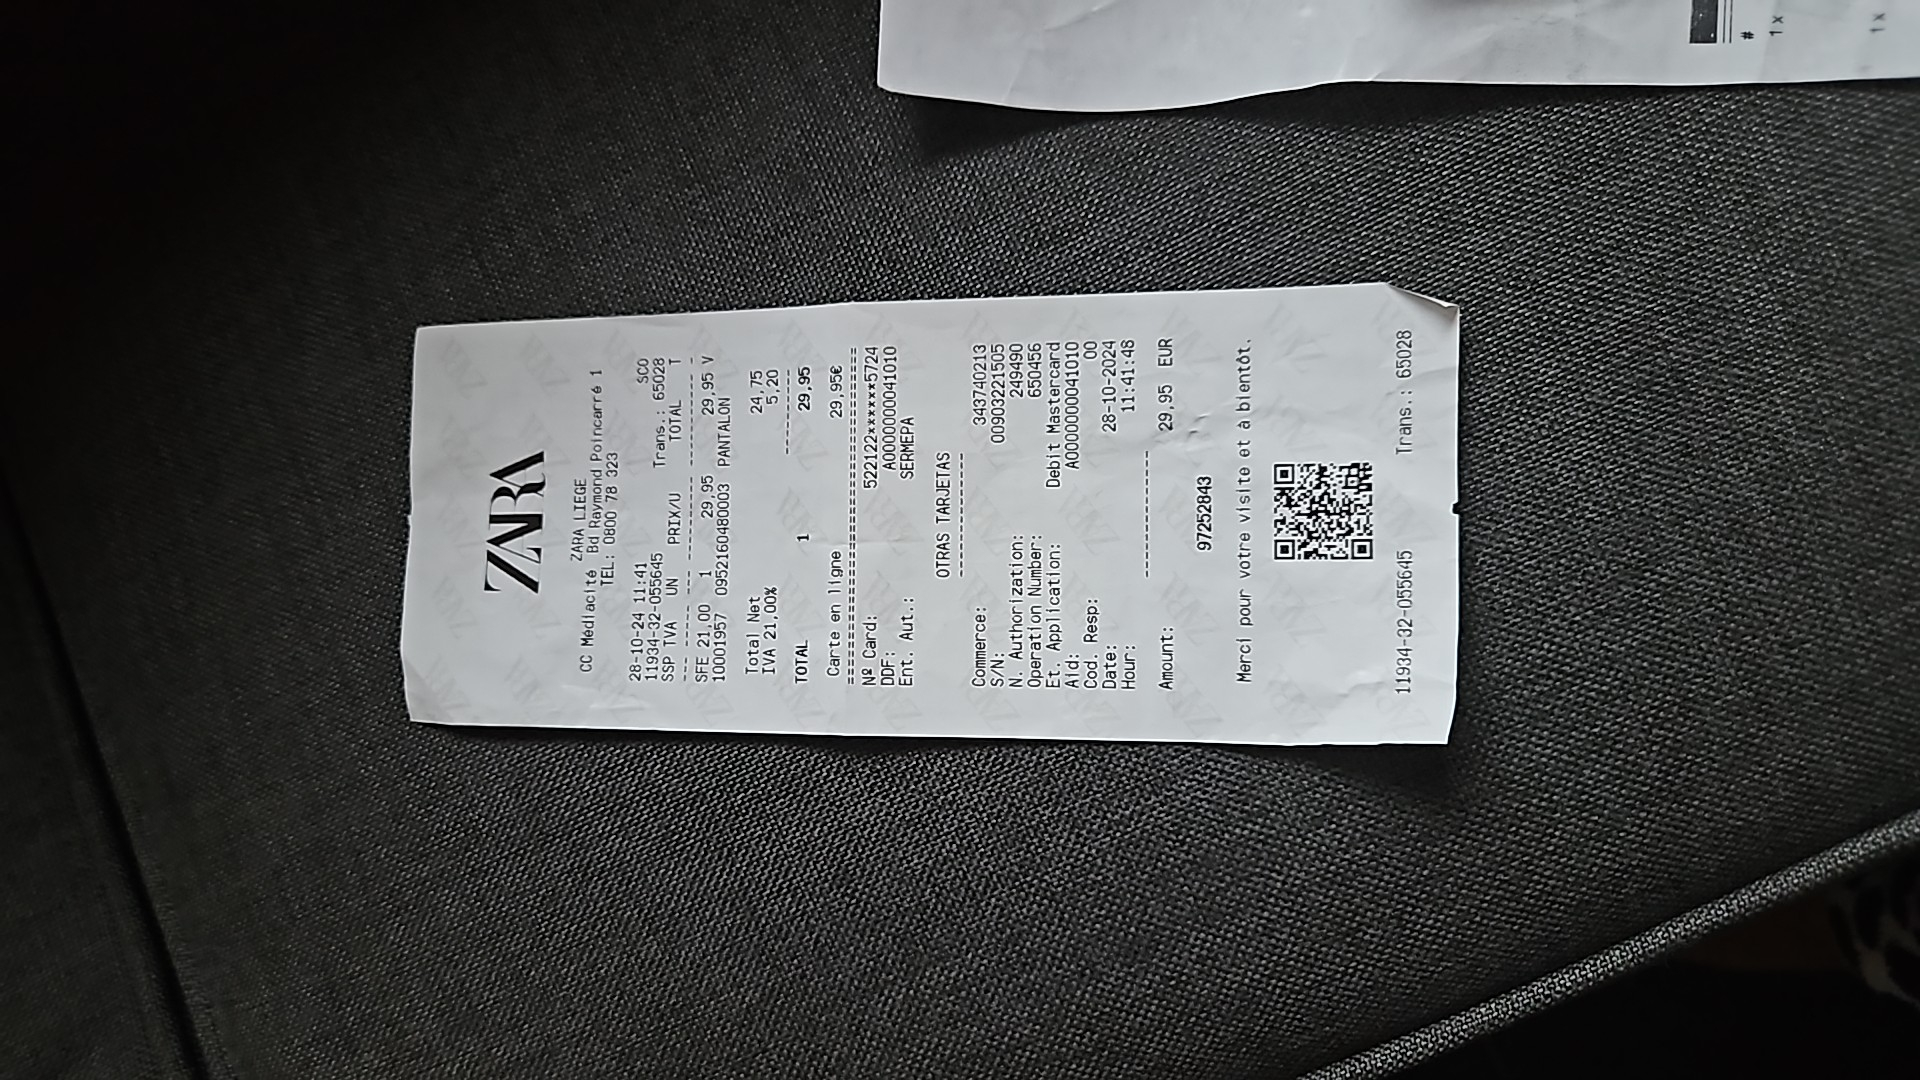 ZARA
ZARA LIEGE
CC Médiacité Bd Raymond Poincarré 1
TEL: 0800 78 323
28-10-24 11:41 SCO
11934-32-055645 Trans.: 65028
SSP TVA UN PRIX/U TOTAL T
SFE 21,00 1 29,95 29,95 V
10001957 0952160480003 PANTALON
Total Net 24,75
IVA 21,00% 5,20
TOTAL 1 29,95
Carte en ligne 29,95€
Nº Card: 522122******5724
DDF: A0000000041010
Ent. Aut.: SERMEPA
OTRAS TARJETAS
Commerce: 343740213
S/N: 00903221505
N. Authorization: 249490
Operation Number: 650456
Et. Application: Debit Mastercard
Aid: A0000000041010
Cod. Resp: 00
Date: 28-10-2024
Hour: 11:41:48
Amount: 29,95 EUR
97252843
Merci pour votre visite et à bientôt.
11934-32-055645 Trans.: 65028
#
1 x
1 x